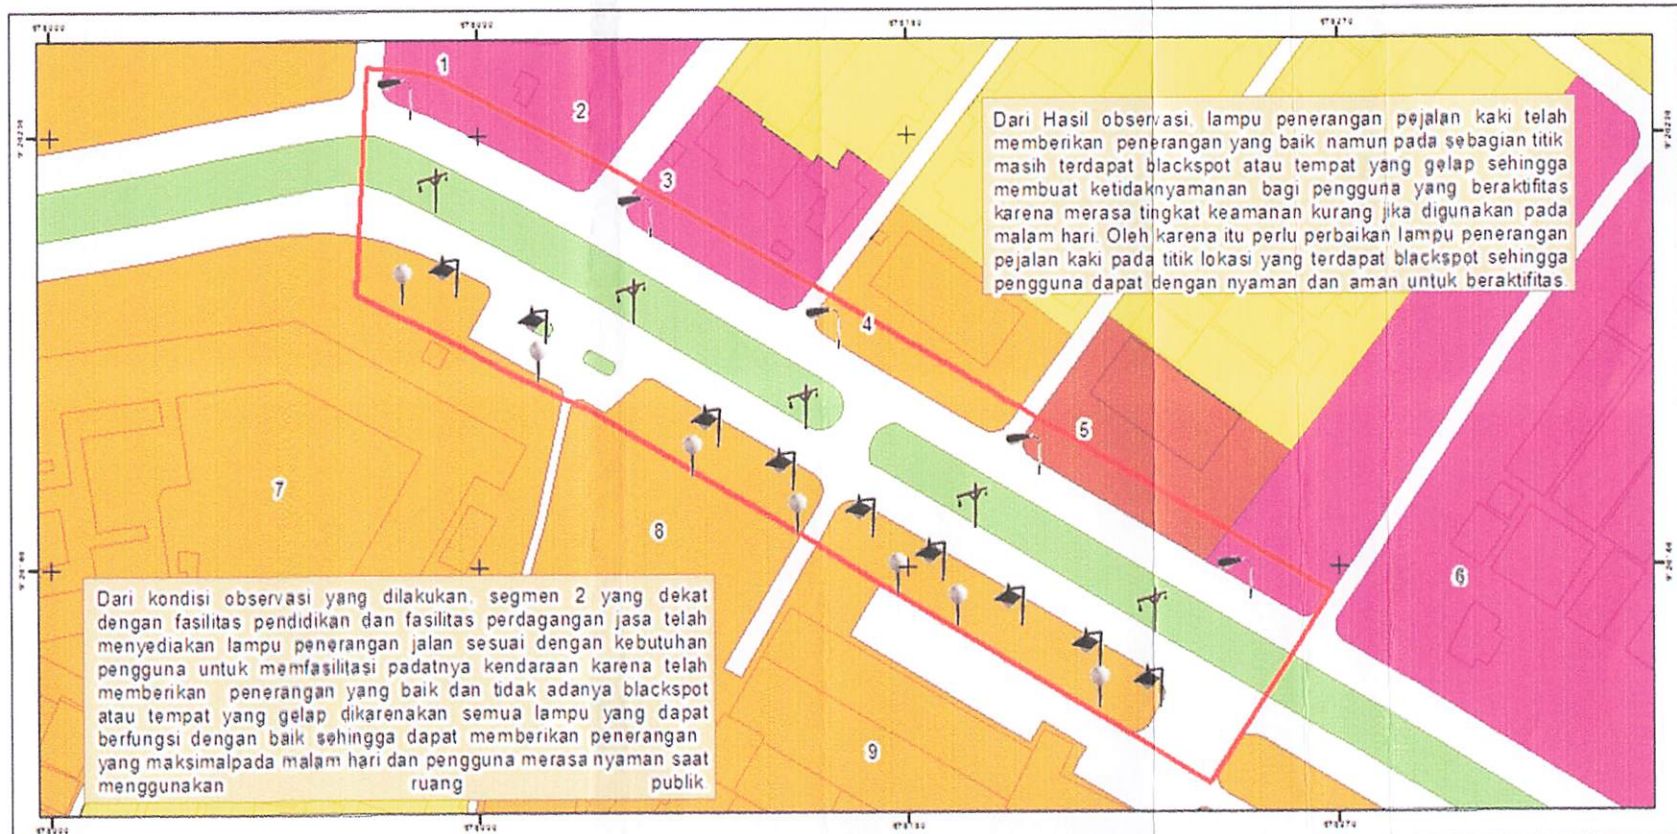 1
2
3
Dari Hasil observasi, lampu penerangan pejalan kaki telah
memberikan penerangan yang baik namun pada sebagian titik
masih terdapat blackspot atau tempat yang gelap sehingga
membuat ketidaknyamanan bagi pengguna yang beraktifitas
karena merasa tingkat keamanan kurang jika digunakan pada
malam hari. Oleh karena itu perlu perbaikan lampu penerangan
pejalan kaki pada titik lokasi yang terdapat blackspot sehingga
pengguna dapat dengan nyaman dan aman untuk beraktifitas.
4
5
6
7
8
9
Dari kondisi observasi yang dilakukan, segmen 2 yang dekat
dengan fasilitas pendidikan dan fasilitas perdagangan jasa telah
menyediakan lampu penerangan jalan sesuai dengan kebutuhan
pengguna untuk memfasilitasi padatnya kendaraan karena telah
memberikan penerangan yang baik dan tidak adanya blackspot
atau tempat yang gelap dikarenakan semua lampu yang dapat
berfungsi dengan baik sehingga dapat memberikan penerangan
yang maksimalpada malam hari dan pengguna merasa nyaman saat
menggunakan ruang publik.